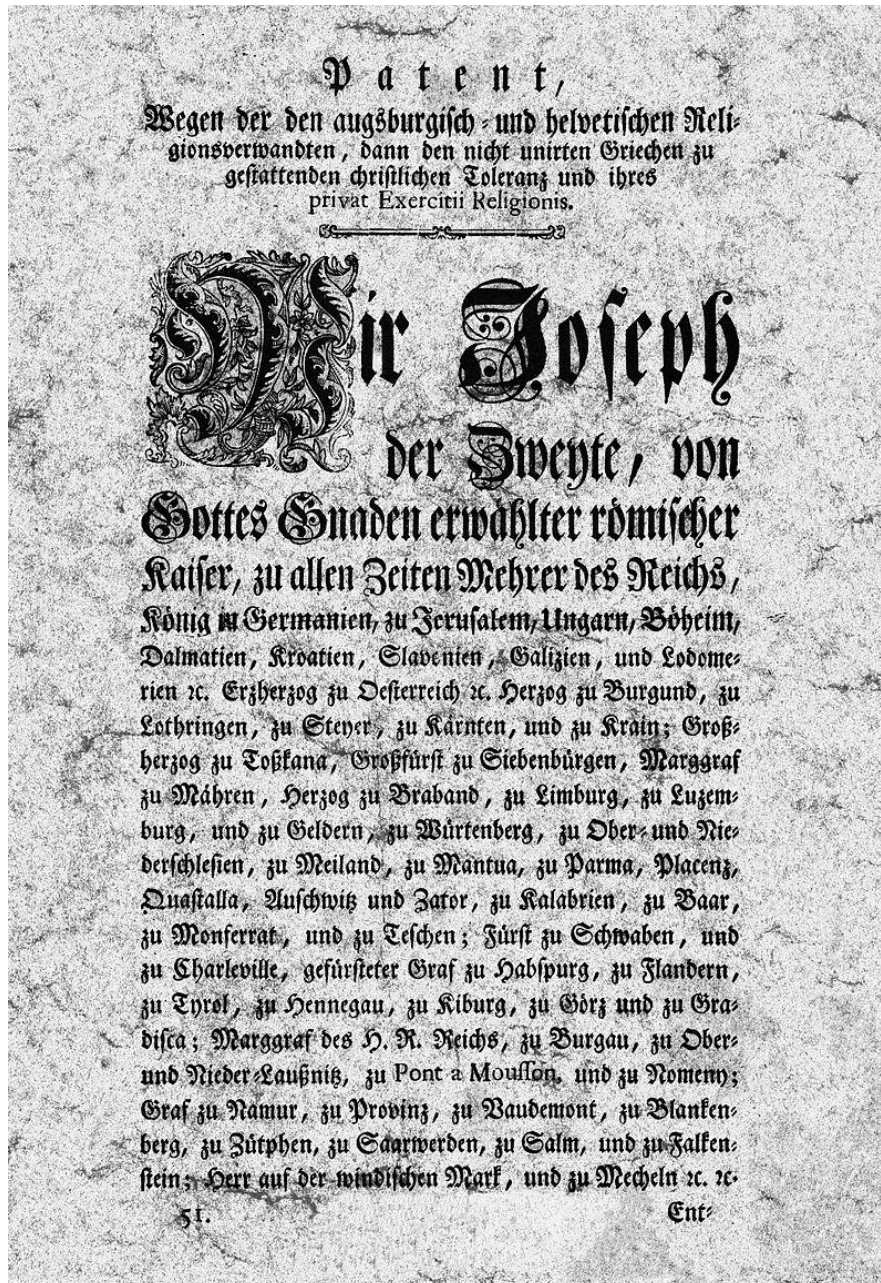 Patent,
Wegen der den augsburgisch- und helvetischen Reli-
gionsverwandten, dann den nicht unirten Griechen zu
gestattenden christlichen Toleranz und ihres
privat Exercitii Religionis.
Wir Joseph
der Zweyte, von
Gottes Gnaden erwählter römischer
Kaiser, zu allen Zeiten Mehrer des Reichs,
König in Germanien, zu Jerusalem, Ungarn, Böheim,
Dalmatien, Kroatien, Slavenien, Galizien, und Lodome-
rien ꝛc. Erzherzog zu Oesterreich ꝛc. Herzog zu Burgund, zu
Lothringen, zu Steyer, zu Kärnten, und zu Krain; Groß-
herzog zu Toßkana, Großfürst zu Siebenbürgen, Marggraf
zu Mähren, Herzog zu Braband, zu Limburg, zu Luzem-
burg, und zu Geldern, zu Würtenberg, zu Ober- und Nie-
derschlesien, zu Meiland, zu Mantua, zu Parma, Placenz,
Quastalla, Auschwitz und Zator, zu Kalabrien, zu Baar,
zu Monferrat, und zu Teschen; Fürst zu Schwaben, und
zu Charleville, gefürsteter Graf zu Habspurg, zu Flandern,
zu Tyrol, zu Hennegau, zu Kiburg, zu Görz und zu Gra-
disca; Marggraf des H. R. Reichs, zu Burgau, zu Ober-
und Nieder-Laußnitz, zu Pont a Mousson, und zu Nomeny;
Graf zu Namur, zu Provinz, zu Vaudemont, zu Blanken-
berg, zu Zütphen, zu Saarwerden, zu Salm, und zu Falken-
stein; Herr auf der windischen Mark, und zu Mecheln ꝛc. ꝛc.
51. Ent-